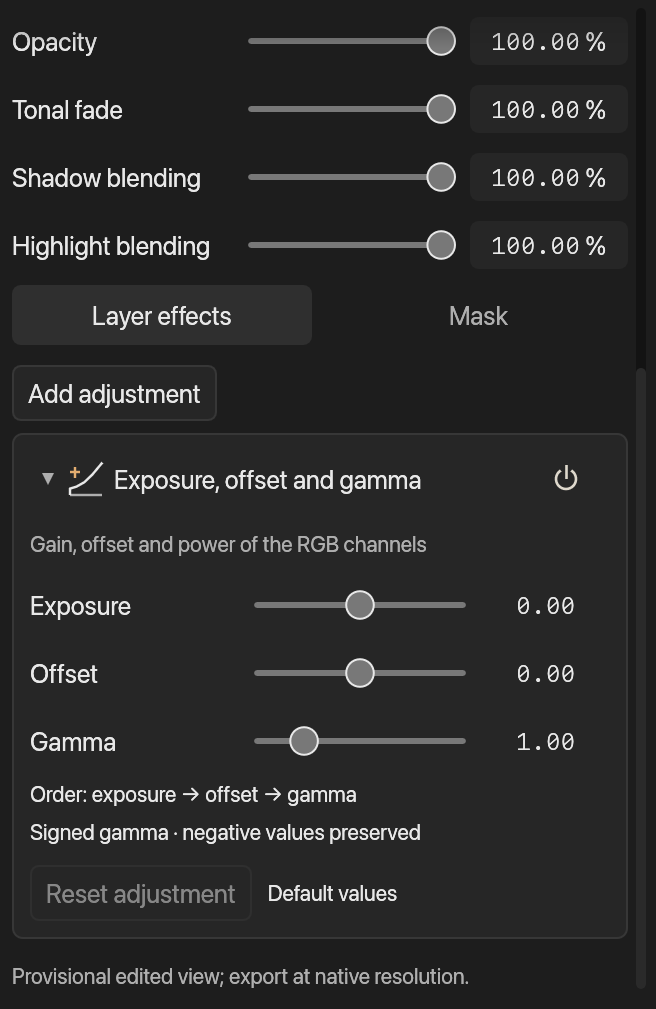 Opacity 100.00 %
Tonal fade 100.00 %
Shadow blending 100.00 %
Highlight blending 100.00 %
Layer effects Mask
Add adjustment
Exposure, offset and gamma
Gain, offset and power of the RGB channels
Exposure 0.00
Offset 0.00
Gamma 1.00
Order: exposure → offset → gamma
Signed gamma · negative values preserved
Reset adjustment Default values
Provisional edited view; export at native resolution.